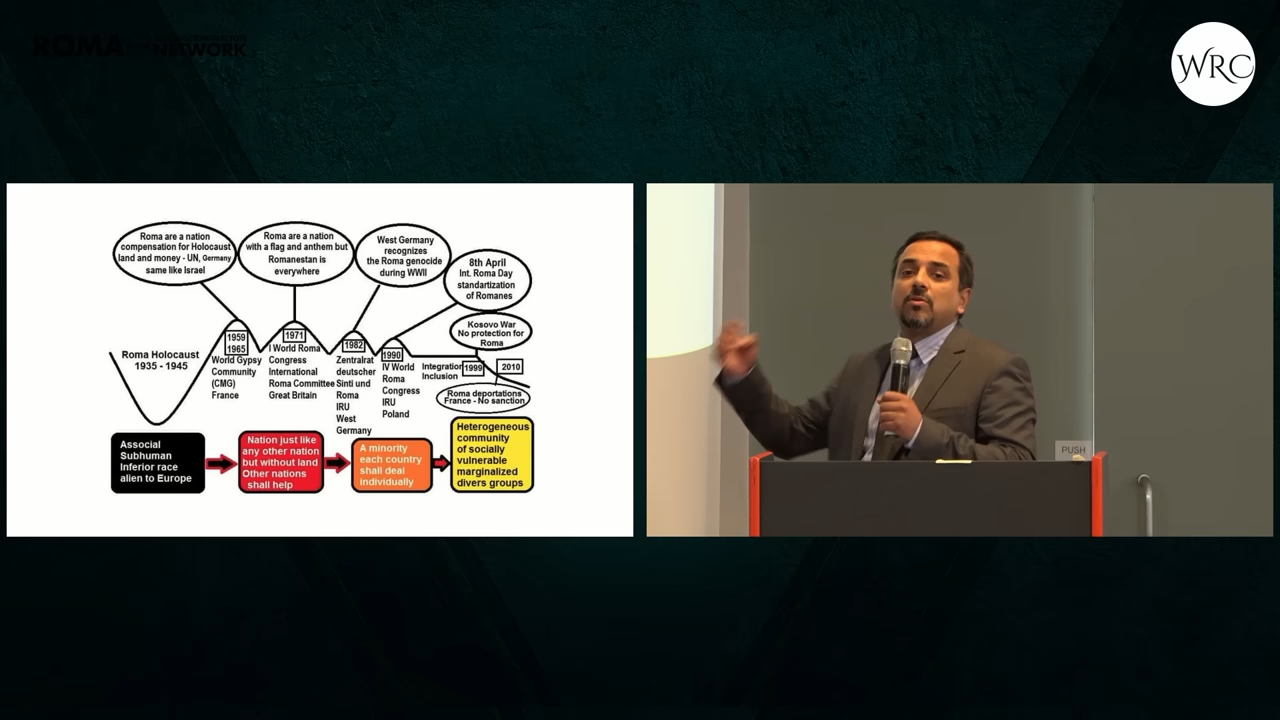 ROMA
NETWORK
WRC
Roma are a nation
compensation for Holocaust
land and money - UN, Germany
same like Israel
Roma are a nation
with a flag and anthem but
Romanestan is
everywhere
West Germany
recognizes
the Roma genocide
during WWII
8th April
Int. Roma Day
standartization
of Romanes
Kosovo War
No protection for
Roma
Roma Holocaust
1935 - 1945
1959
1965
World Gypsy
Community
(CMG)
France
1971
I World Roma
Congress
International
Roma Committee
Great Britain
1982
Zentralrat
deutscher
Sinti und
Roma
IRU
West
Germany
1990
IV World
Roma
Congress
IRU
Poland
Integration
Inclusion
1999
2010
Roma deportations
France - No sanction
Associal
Subhuman
Inferior race
alien to Europe
Nation just like
any other nation
but without land
Other nations
shall help
A minority
each country
shall deal
individually
Heterogeneous
community
of socially
vulnerable
marginalized
divers groups
PUSH